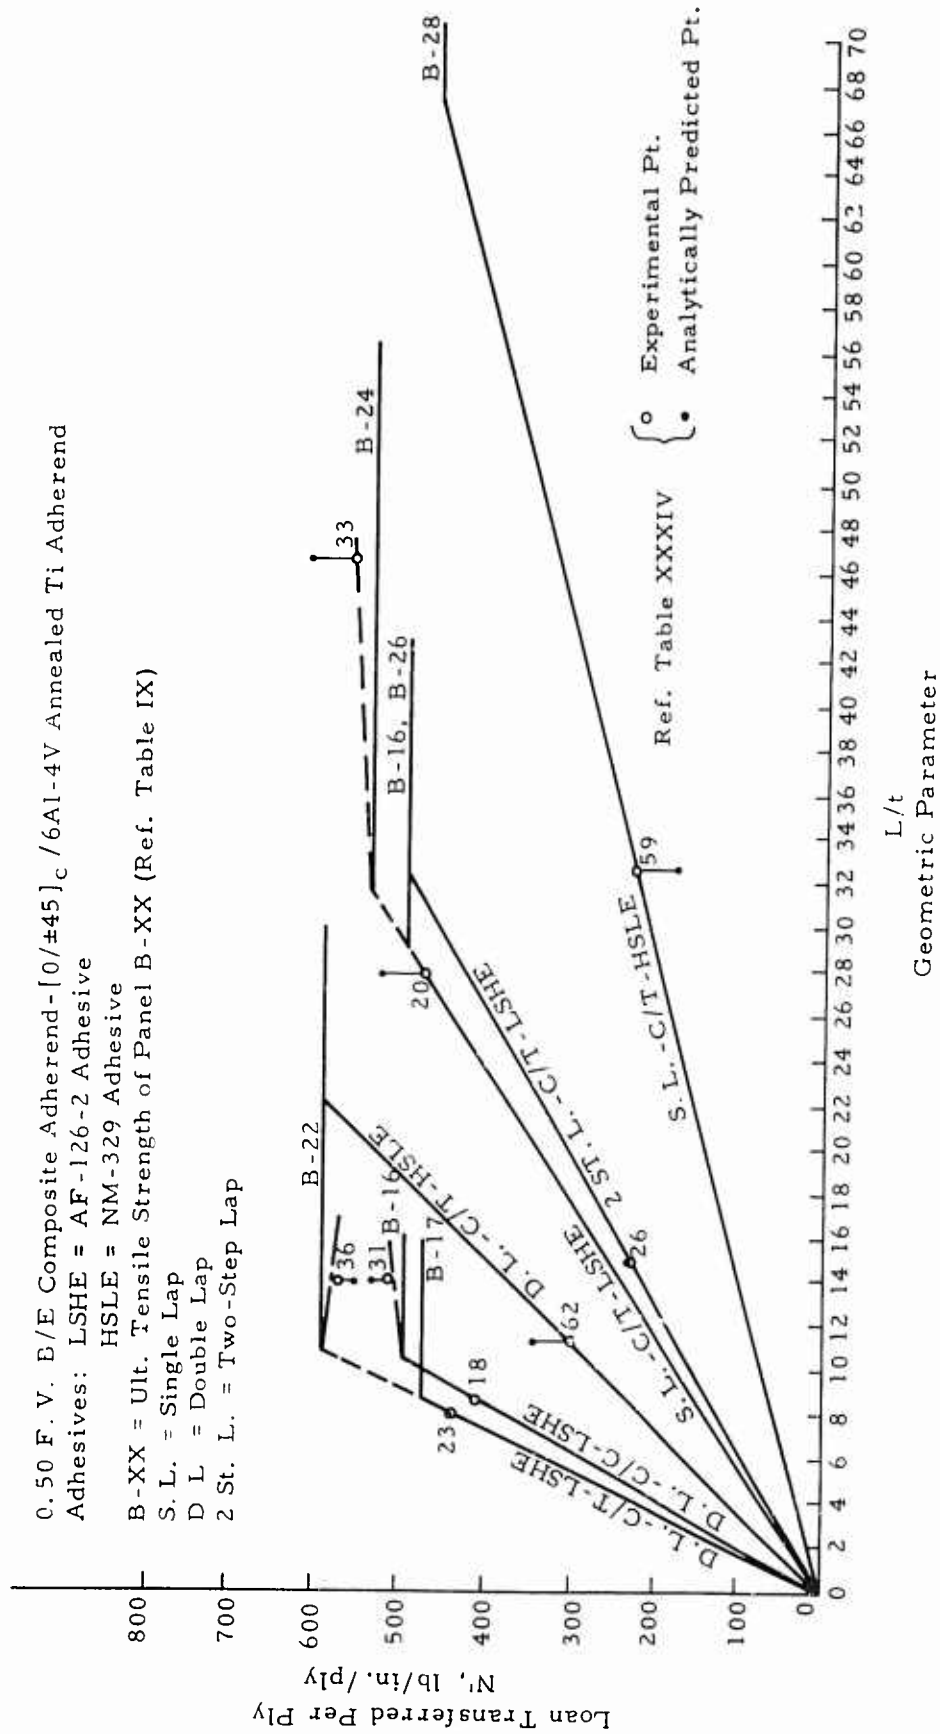 0.50 F. V. B/E Composite Adherend-[0/±45]C /6Al-4V Annealed Ti Adherend
Adhesives: LSHE = AF-126-2 Adhesive
HSLE = NM-329 Adhesive
B-XX = Ult. Tensile Strength of Panel B-XX (Ref. Table IX)
S. L. = Single Lap
D L = Double Lap
2 St. L. = Two-Step Lap
Loan Transferred Per Ply
N', lb/in./ply
800
700
600
500
400
300
200
100
0
B-22
36
31
B-16
B-17
23
18
62
20
26
33
59
B-24
B-16, B-26
B-28
D. L. -C/T-LSHE
D. L. -C/C-LSHE
D. L. -C/T-HSLE
S. L. -C/T-LSHE
2 ST. L. -C/T-LSHE
S. L. -C/T-HSLE
Ref. Table XXXIV
Experimental Pt.
Analytically Predicted Pt.
0 2 4 6 8 10 12 14 16 18 20 22 24 26 28 30 32 34 36 38 40 42 44 46 48 50 52 54 56 58 60 62 64 66 68 70
L/t
Geometric Parameter